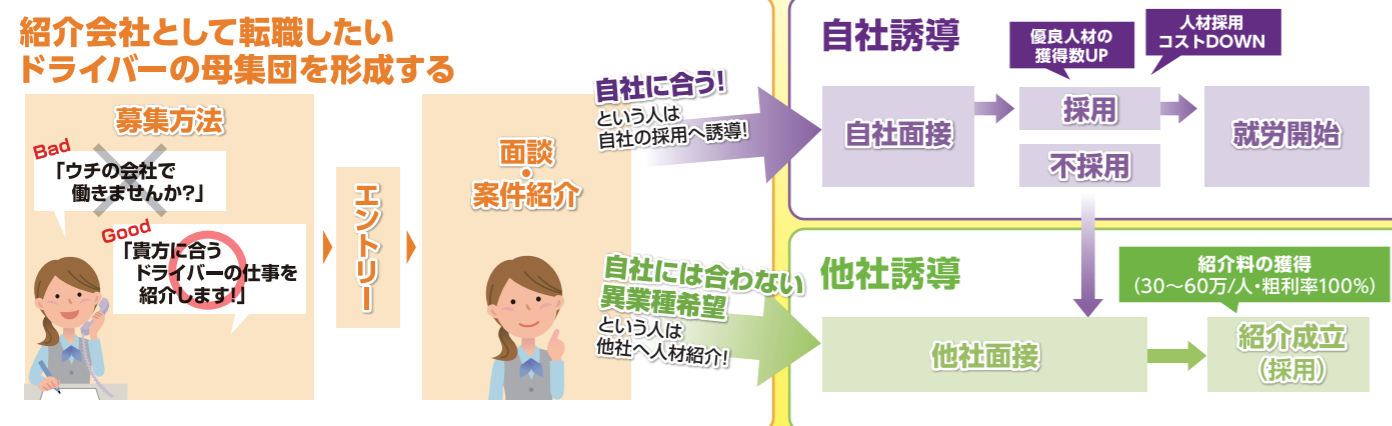 紹介会社として転職したい
ドライバーの母集団を形成する
募集方法
Bad
「ウチの会社で
働きませんか?」
Good
「貴方に合う
ドライバーの仕事を
紹介します!」
エントリー
面談
・
案件紹介
自社に合う!
という人は
自社の採用へ誘導!
自社には合わない
異業種希望
という人は
他社へ人材紹介!
自社誘導
優良人材の
獲得数UP
人材採用
コストDOWN
自社面接
採用
不採用
就労開始
他社誘導
紹介料の獲得
(30〜60万/人・粗利率100%)
他社面接
紹介成立
(採用)